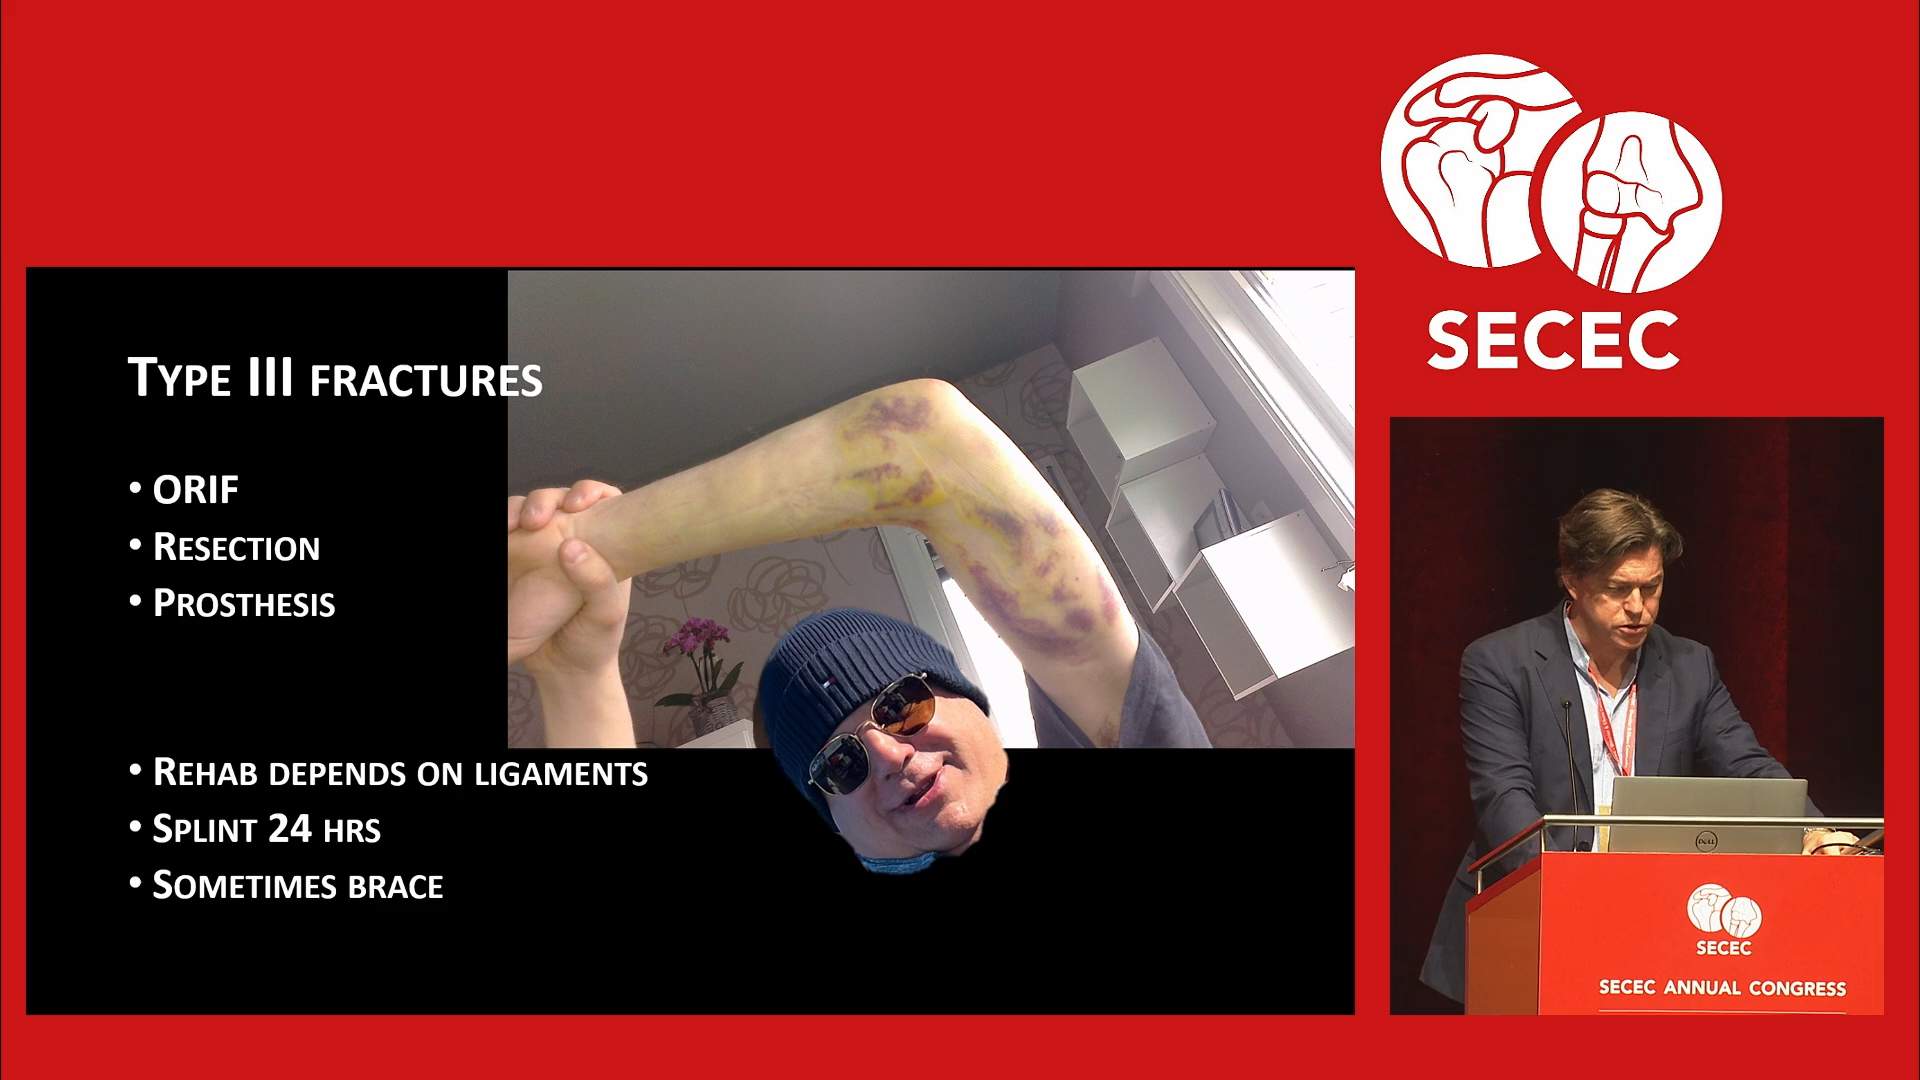 SECEC
Type III fractures
• ORIF
• Resection
• Prosthesis
• Rehab depends on ligaments
• Splint 24 hrs
• Sometimes brace
DELL
SECEC
SECEC ANNUAL CONGRESS